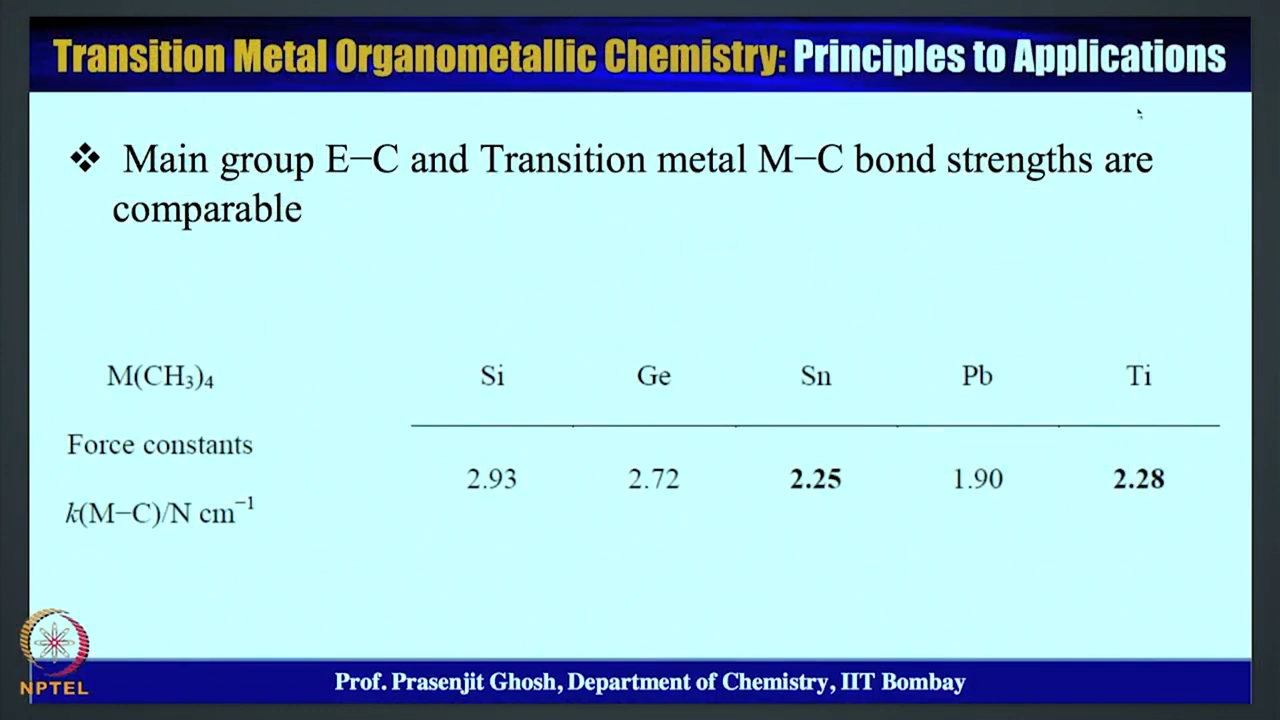 Transition Metal Organometallic Chemistry: Principles to Applications
❖ Main group E−C and Transition metal M−C bond strengths are
comparable
M(CH₃)₄ Si Ge Sn Pb Ti
Force constants
2.93 2.72 2.25 1.90 2.28
k(M−C)/N cm⁻¹
NPTEL
Prof. Prasenjit Ghosh, Department of Chemistry, IIT Bombay